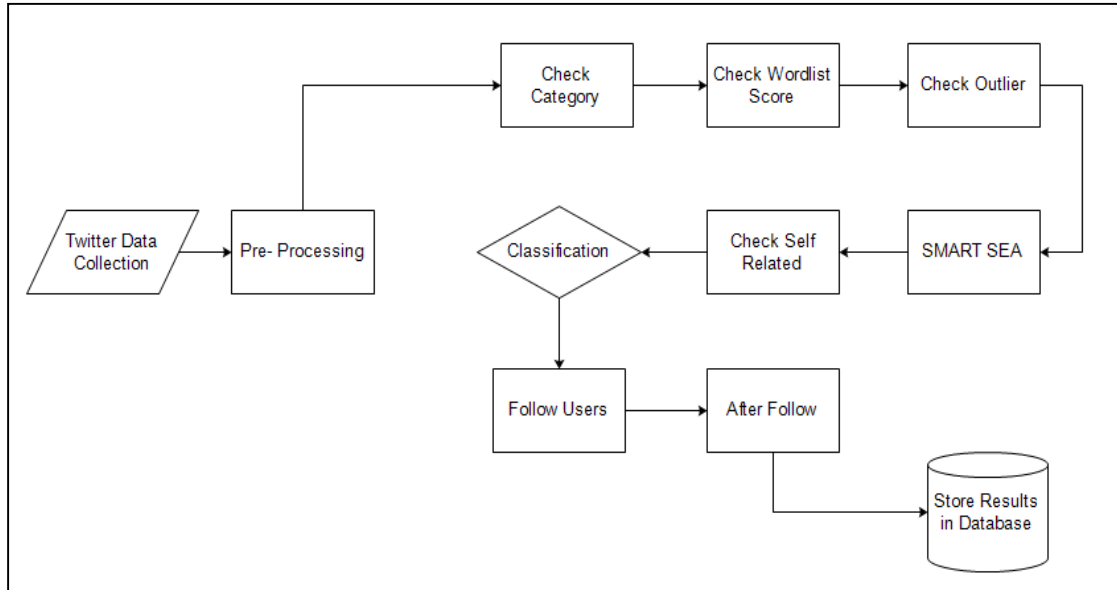 Check
Category
Check Wordlist
Score
Check Outlier
Twitter Data
Collection
Pre- Processing
Classification
Check Self
Related
SMART SEA
Follow Users
After Follow
Store Results
in Database